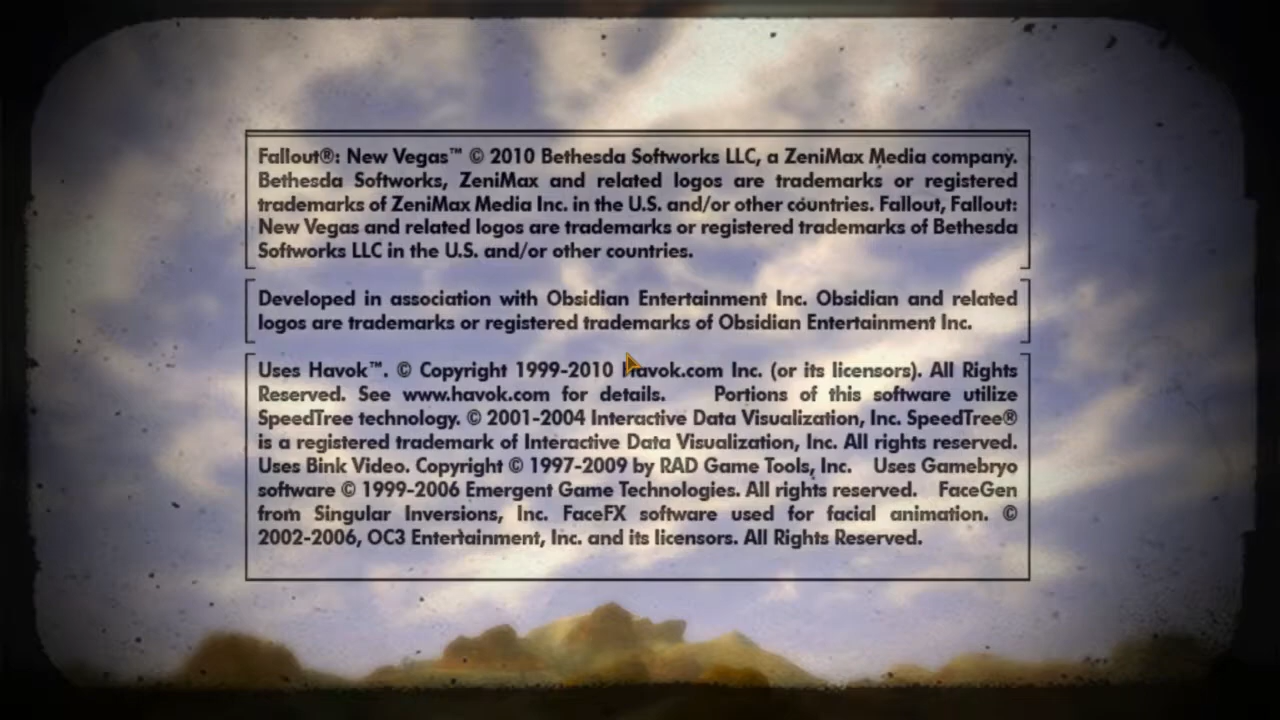 Fallout®: New Vegas™ © 2010 Bethesda Softworks LLC, a ZeniMax Media company.
Bethesda Softworks, ZeniMax and related logos are trademarks or registered
trademarks of ZeniMax Media Inc. in the U.S. and/or other countries. Fallout, Fallout:
New Vegas and related logos are trademarks or registered trademarks of Bethesda
Softworks LLC in the U.S. and/or other countries.
Developed in association with Obsidian Entertainment Inc. Obsidian and related
logos are trademarks or registered trademarks of Obsidian Entertainment Inc.
Uses Havok™. © Copyright 1999-2010 Havok.com Inc. (or its licensors). All Rights
Reserved. See www.havok.com for details. Portions of this software utilize
SpeedTree technology. © 2001-2004 Interactive Data Visualization, Inc. SpeedTree®
is a registered trademark of Interactive Data Visualization, Inc. All rights reserved.
Uses Bink Video. Copyright © 1997-2009 by RAD Game Tools, Inc. Uses Gamebryo
software © 1999-2006 Emergent Game Technologies. All rights reserved. FaceGen
from Singular Inversions, Inc. FaceFX software used for facial animation. ©
2002-2006, OC3 Entertainment, Inc. and its licensors. All Rights Reserved.